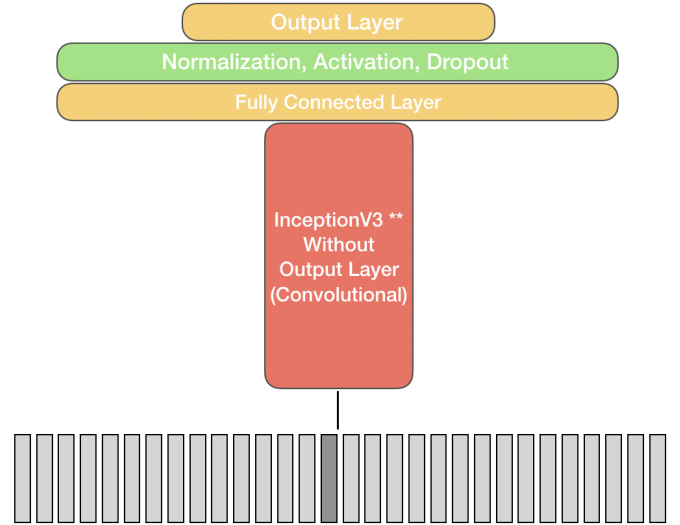 Output Layer
Normalization, Activation, Dropout
Fully Connected Layer
InceptionV3 **
Without
Output Layer
(Convolutional)